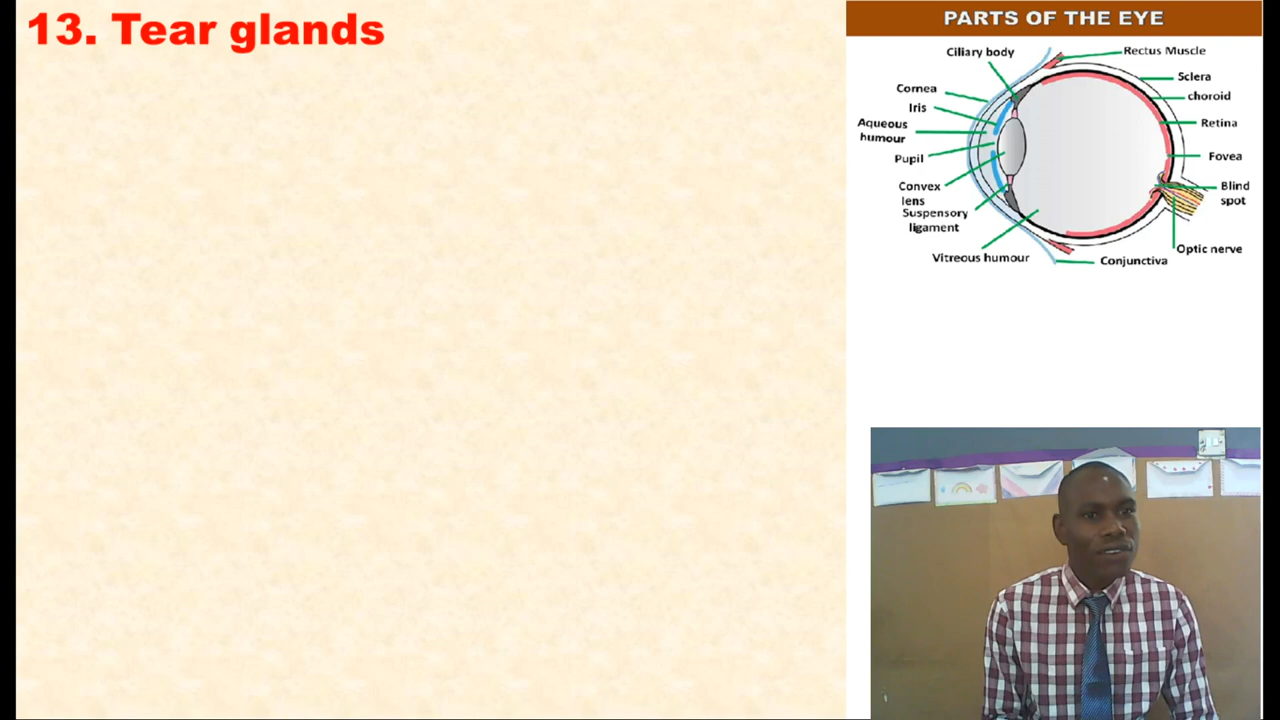 13. Tear glands
PARTS OF THE EYE
Ciliary body
Rectus Muscle
Cornea
Sclera
Iris
choroid
Aqueous
humour
Retina
Pupil
Fovea
Convex
lens
Blind
spot
Suspensory
ligament
Optic nerve
Vitreous humour
Conjunctiva